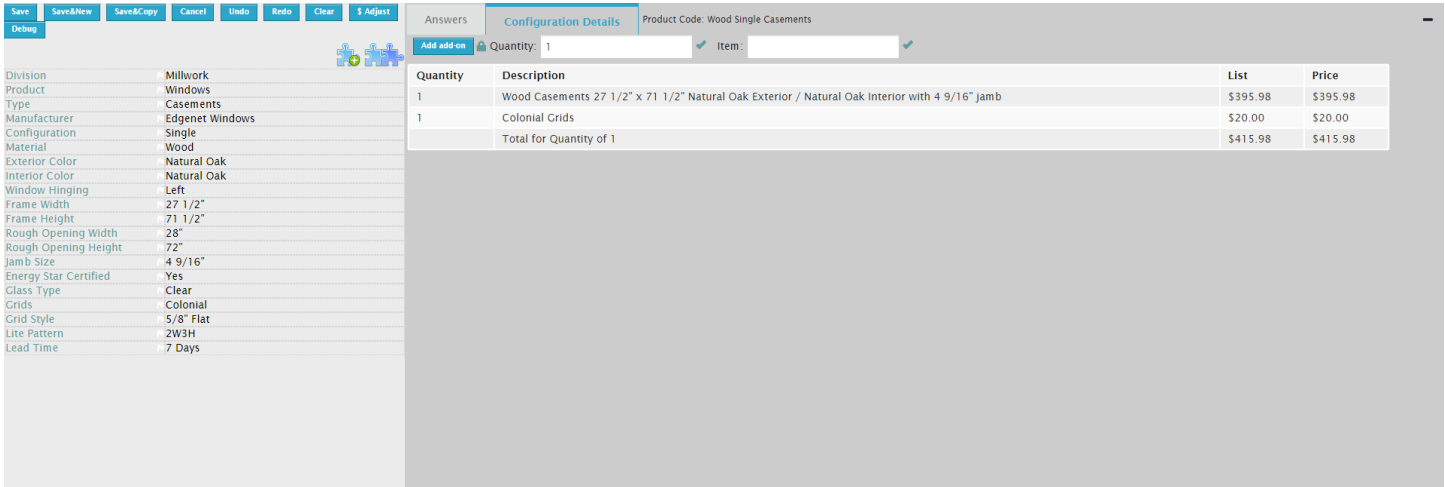 Save Save&New Save&Copy Cancel Undo Redo Clear $ Adjust
Debug
Division Millwork
Product Windows
Type Casements
Manufacturer Edgenet Windows
Configuration Single
Material Wood
Exterior Color Natural Oak
Interior Color Natural Oak
Window Hinging Left
Frame Width 27 1/2"
Frame Height 71 1/2"
Rough Opening Width 28"
Rough Opening Height 72"
Jamb Size 4 9/16"
Energy Star Certified Yes
Glass Type Clear
Grids Colonial
Grid Style 5/8" Flat
Lite Pattern 2W3H
Lead Time 7 Days
Answers Configuration Details Product Code: Wood Single Casements
Add add-on Quantity: 1 Item:
Quantity Description List Price
1 Wood Casements 27 1/2" x 71 1/2" Natural Oak Exterior / Natural Oak Interior with 4 9/16" jamb $395.98 $395.98
1 Colonial Grids $20.00 $20.00
Total for Quantity of 1 $415.98 $415.98